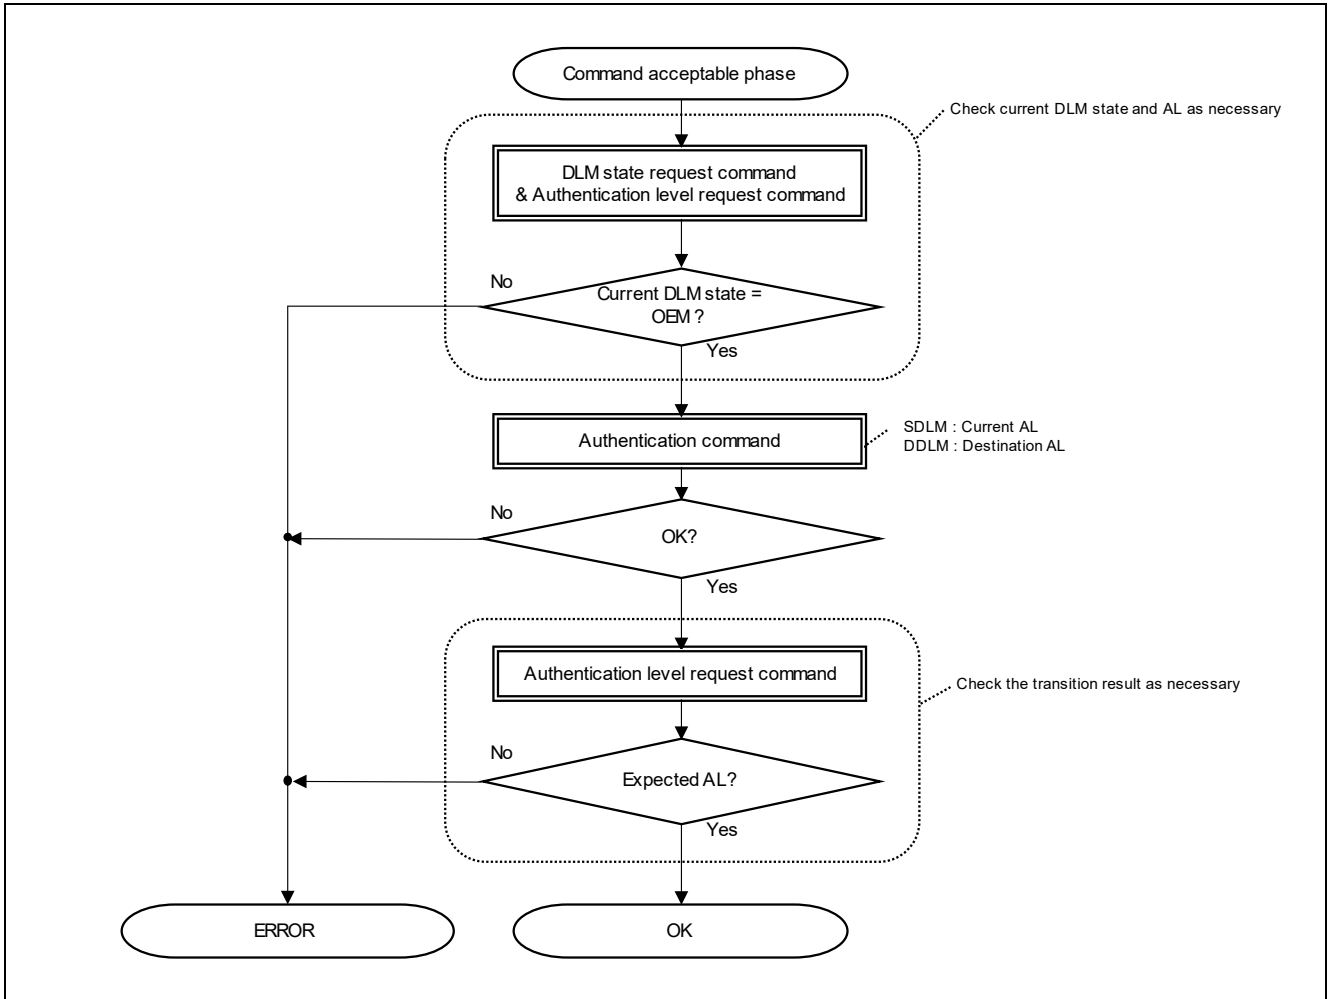 Command acceptable phase
Check current DLM state and AL as necessary
DLM state request command
& Authentication level request command
No
Current DLM state =
OEM ?
Yes
Authentication command
SDLM : Current AL
DDLM : Destination AL
No
OK?
Yes
Authentication level request command
Check the transition result as necessary
No
Expected AL?
Yes
ERROR
OK